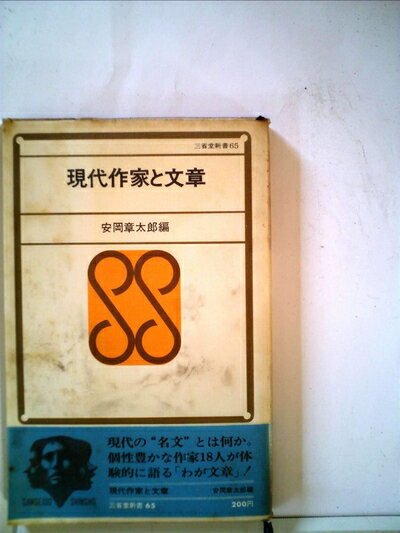 三省堂新書65
現代作家と文章
安岡章太郎編
現代の“名文”とは何か。
個性豊かな作家18人が体
験的に語る「わが文章」!
現代作家と文章 安岡章太郎編
三省堂新書 65 200円
SANSEIDO SHINSHO